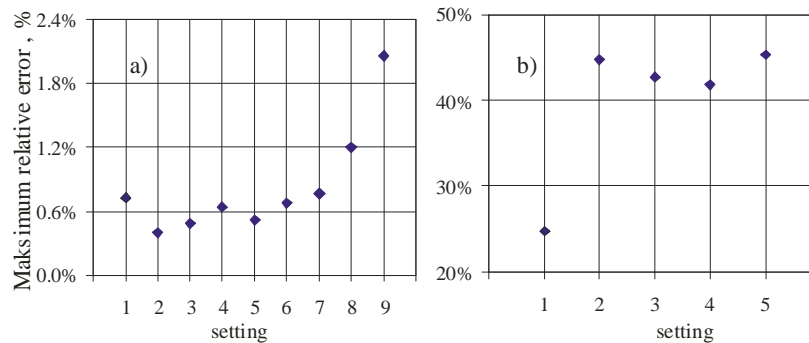 Maksimum relative error , %
2.4%
1.8%
1.2%
0.6%
0.0%
a)
1 2 3 4 5 6 7 8 9
setting
50%
40%
30%
20%
b)
1 2 3 4 5
setting